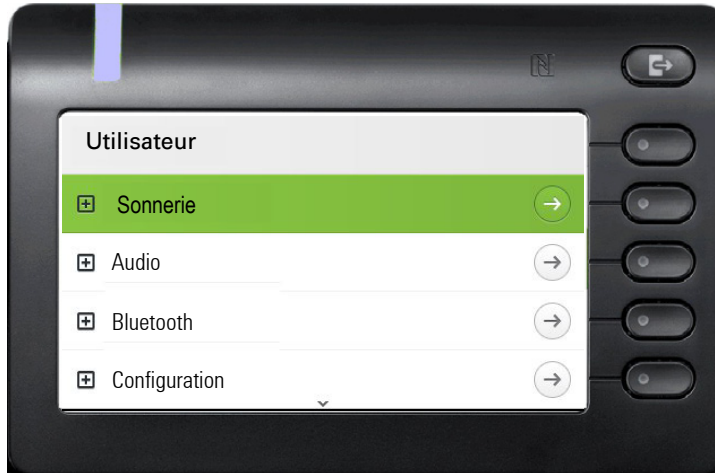 Utilisateur
Sonnerie
Audio
Bluetooth
Configuration